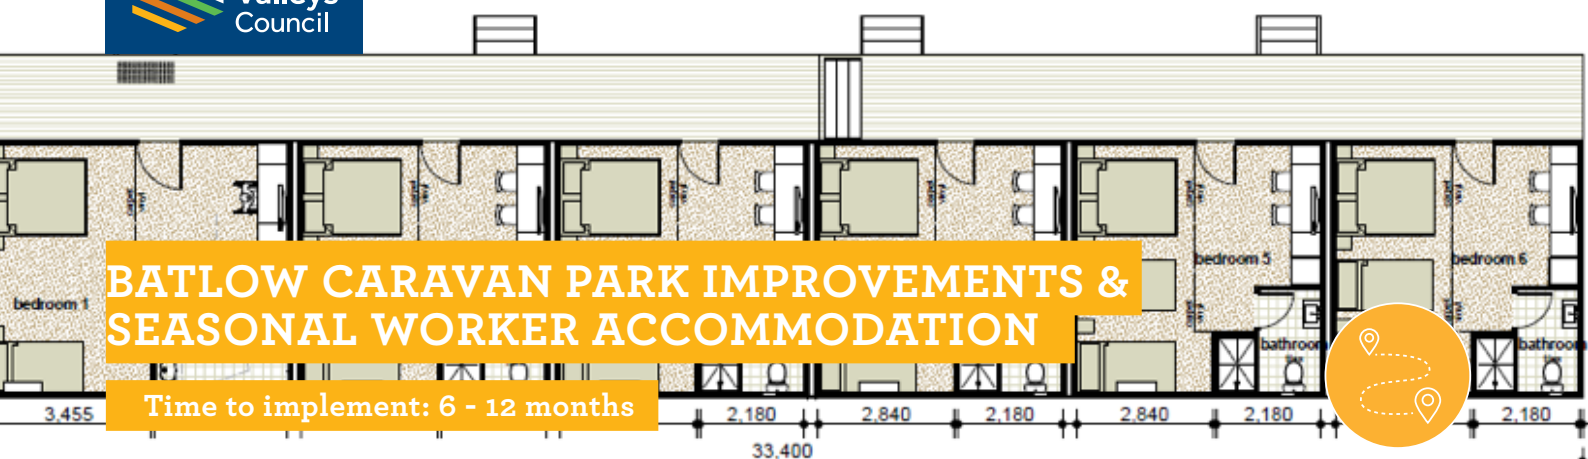 Valleys
Council
bedroom 5
bedroom 6
BATLOW CARAVAN PARK IMPROVEMENTS &
SEASONAL WORKER ACCOMMODATION
bedroom 1
bathroom
bathroom
Time to implement: 6 - 12 months
3,455
2,180
2,840
2,180
2,840
2,180
2,180
33,400